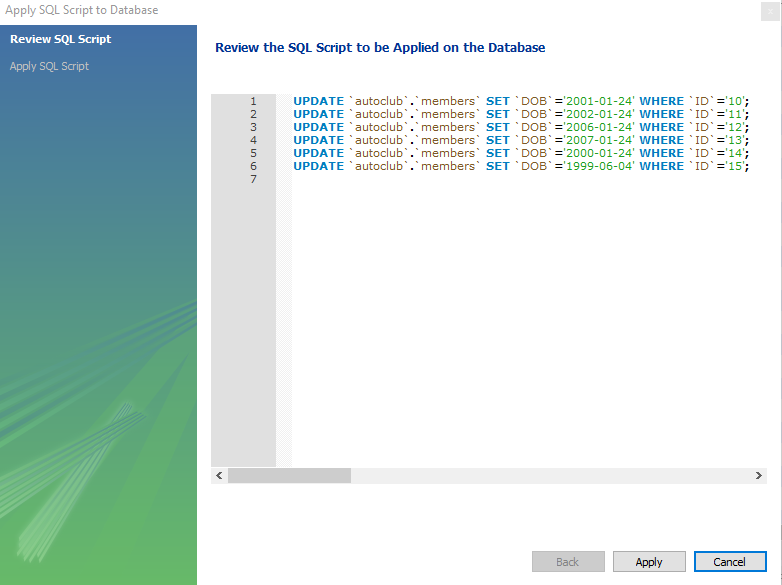 Apply SQL Script to Database
Review SQL Script
Apply SQL Script
Review the SQL Script to be Applied on the Database
1 UPDATE `autoclub`.`members` SET `DOB`='2001-01-24' WHERE `ID`='10';
2 UPDATE `autoclub`.`members` SET `DOB`='2002-01-24' WHERE `ID`='11';
3 UPDATE `autoclub`.`members` SET `DOB`='2006-01-24' WHERE `ID`='12';
4 UPDATE `autoclub`.`members` SET `DOB`='2007-01-24' WHERE `ID`='13';
5 UPDATE `autoclub`.`members` SET `DOB`='2000-01-24' WHERE `ID`='14';
6 UPDATE `autoclub`.`members` SET `DOB`='1999-06-04' WHERE `ID`='15';
7
Back Apply Cancel